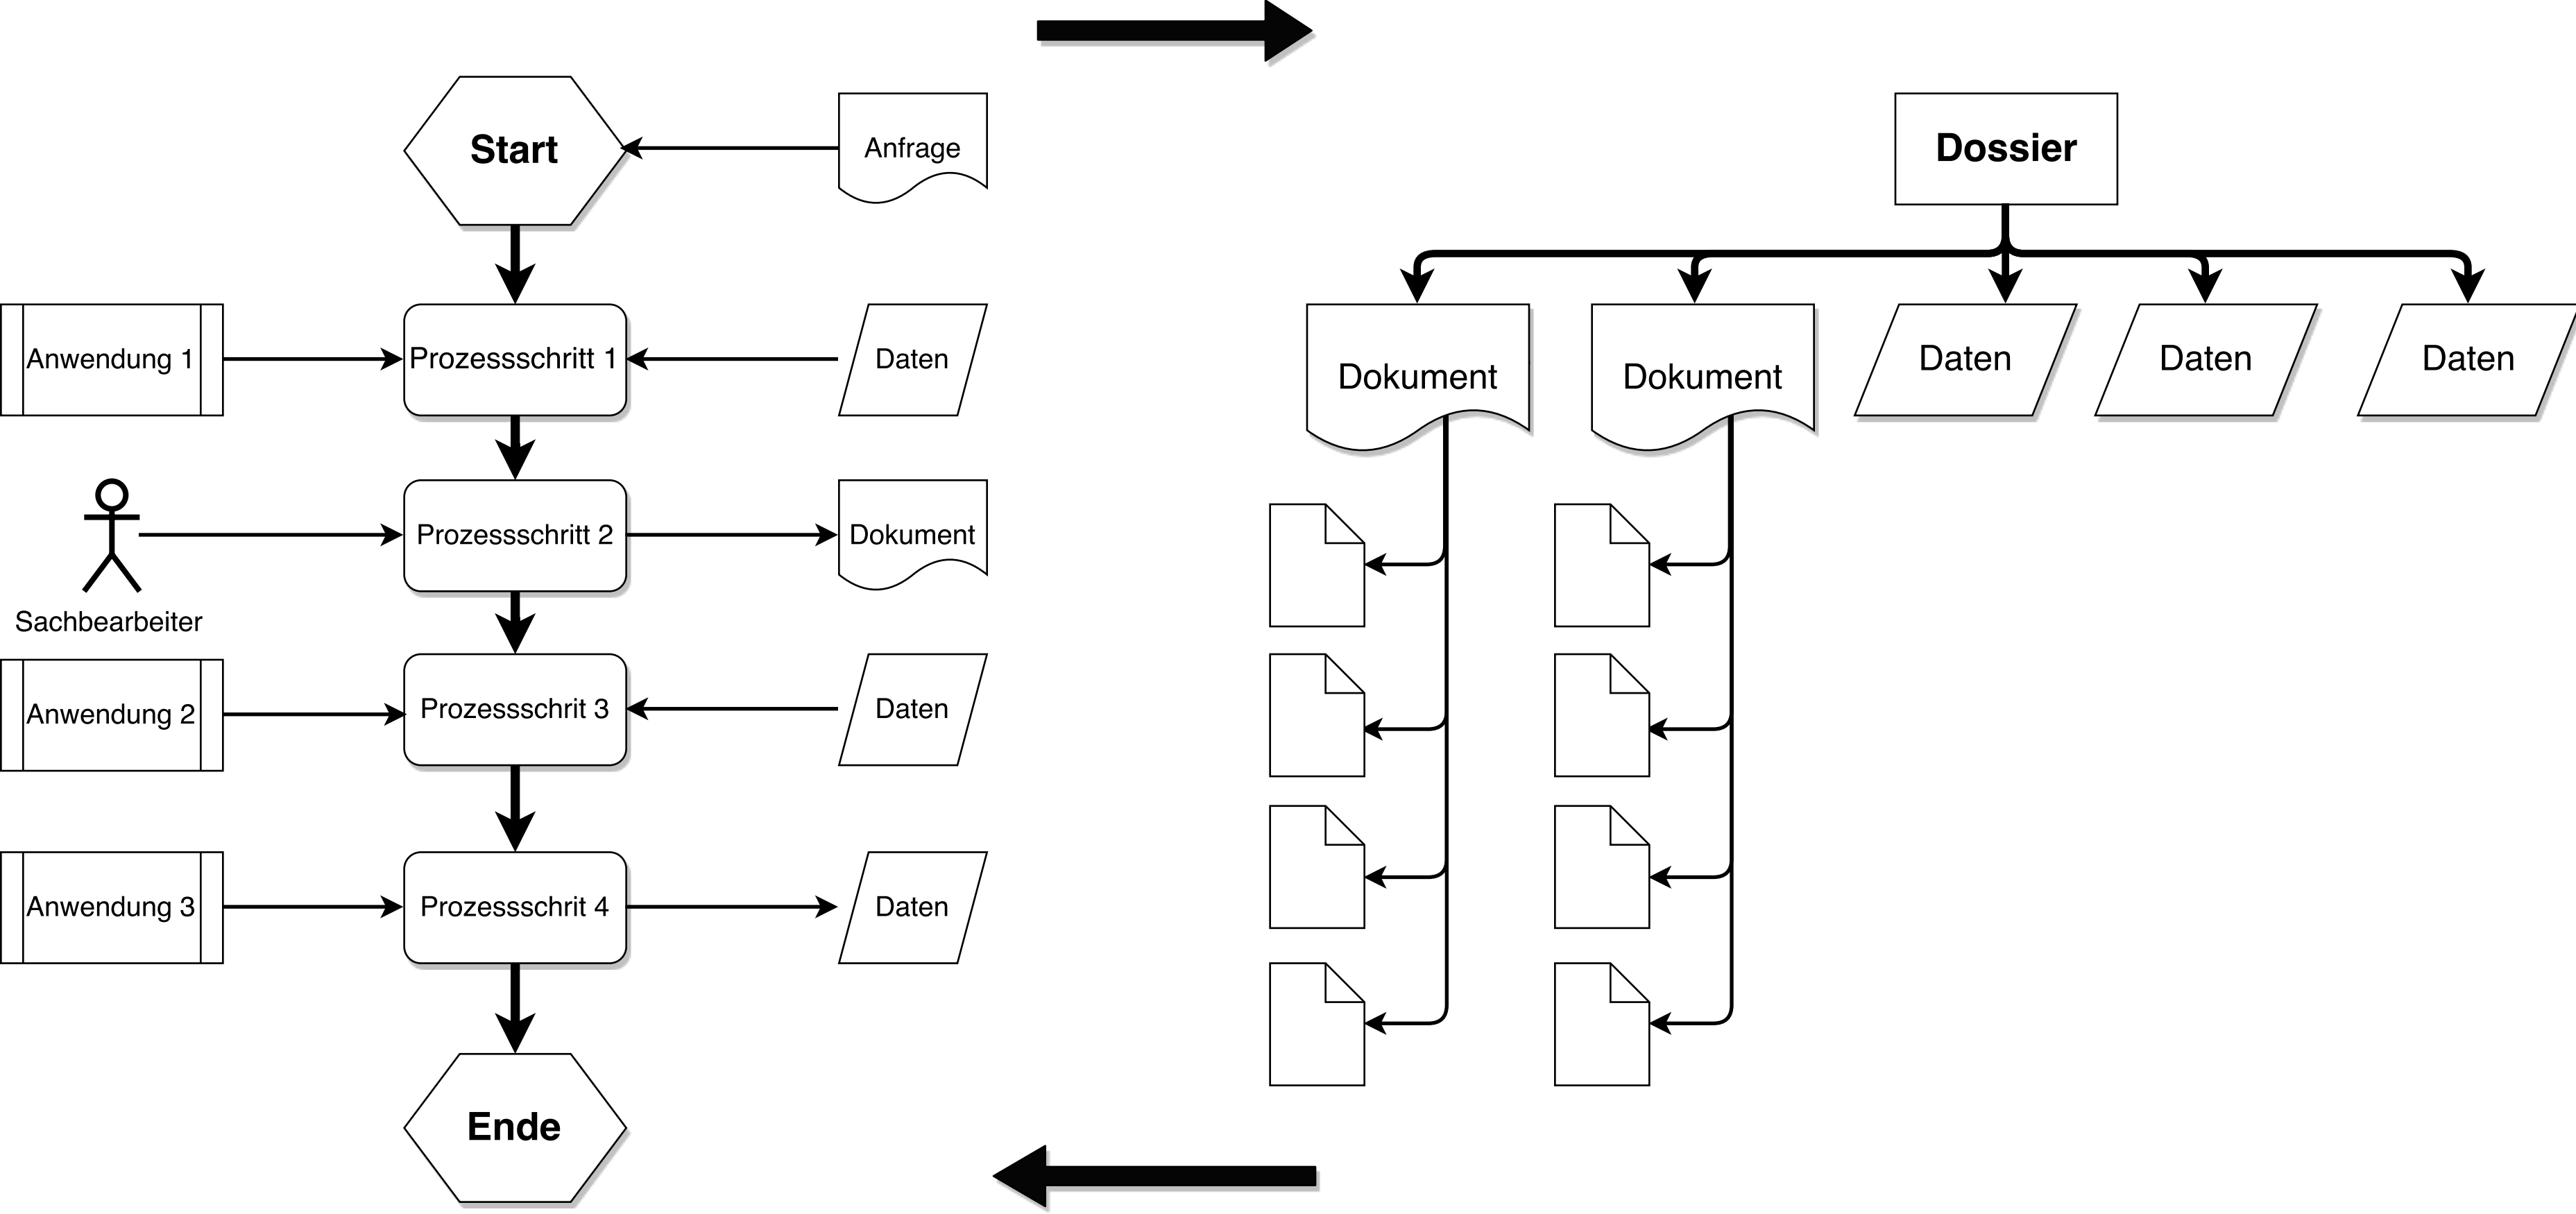 Start
Anfrage
Anwendung 1
Prozessschritt 1
Daten
Prozessschritt 2
Dokument
Sachbearbeiter
Anwendung 2
Prozessschrit 3
Daten
Anwendung 3
Prozessschrit 4
Daten
Ende
Dossier
Dokument
Dokument
Daten
Daten
Daten